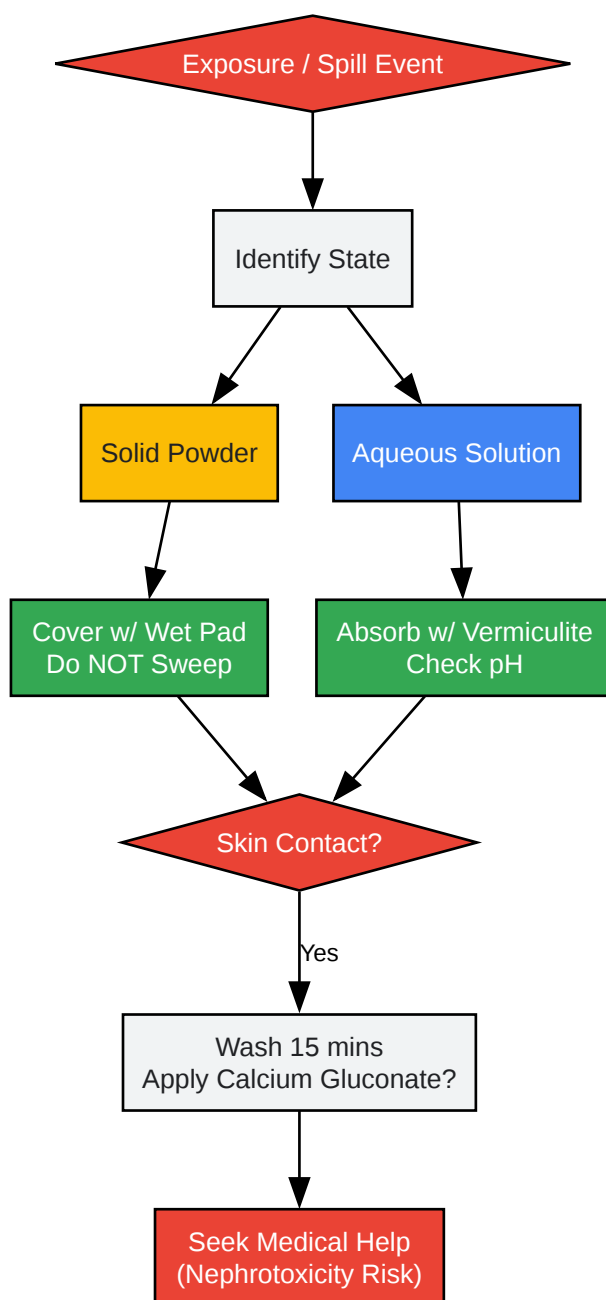 Exposure / Spill Event
Identify State
Solid Powder
Aqueous Solution
Cover w/ Wet Pad
Do NOT Sweep
Absorb w/ Vermiculite
Check pH
Skin Contact?
Yes
Wash 15 mins
Apply Calcium Gluconate?
Seek Medical Help
(Nephrotoxicity Risk)